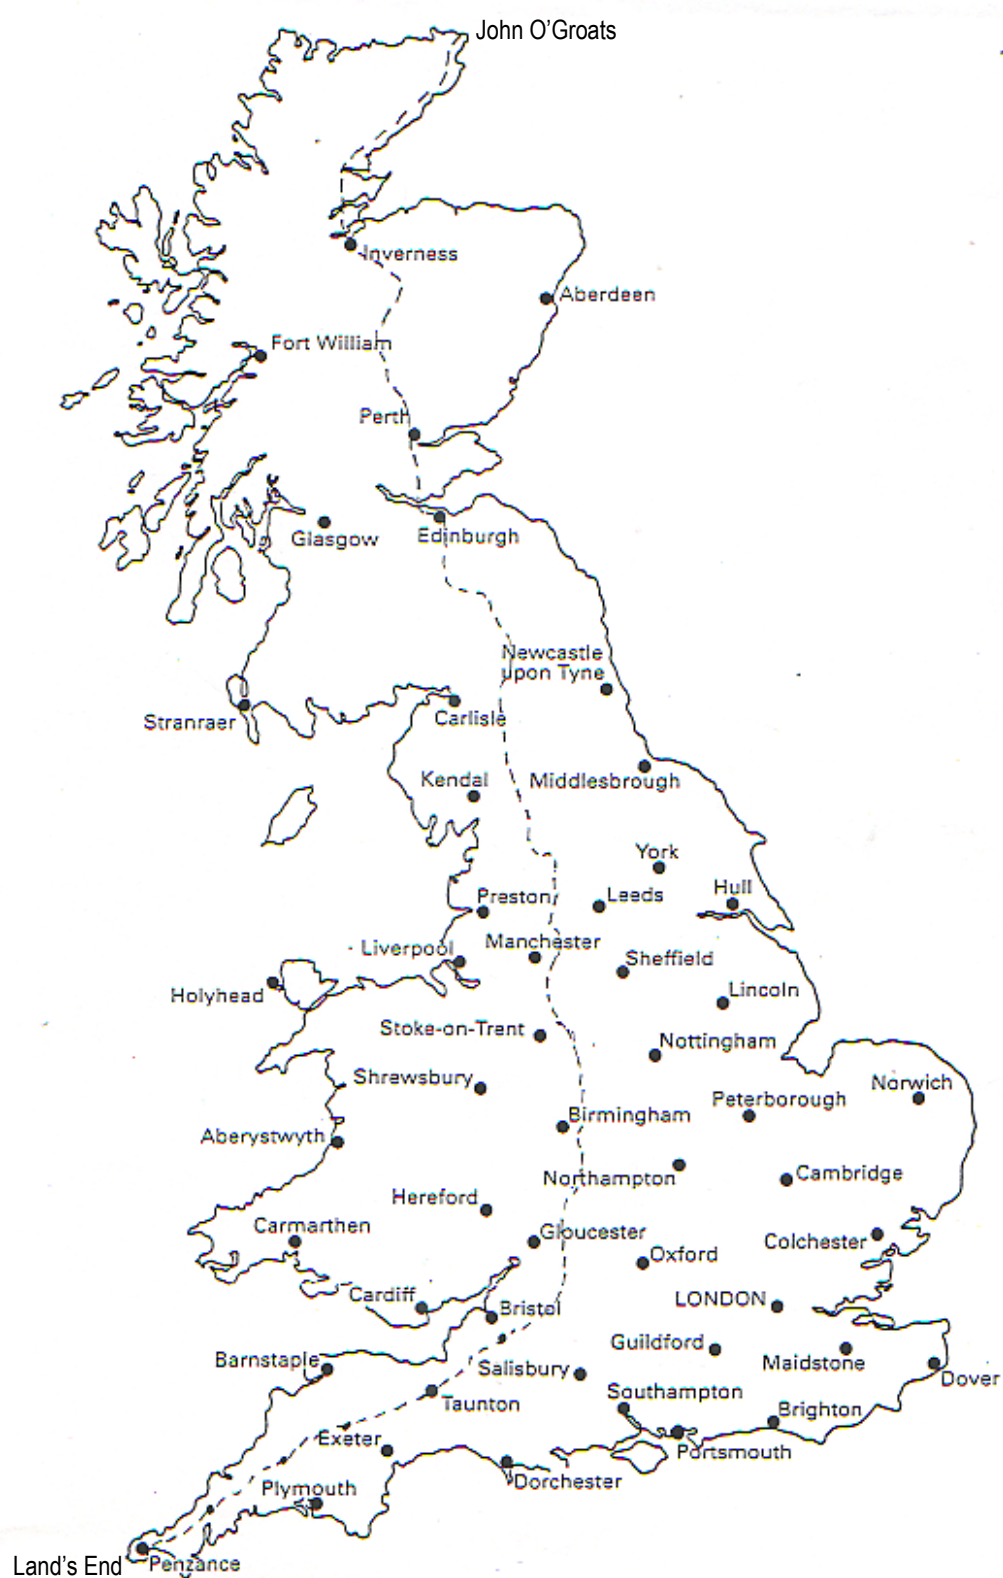 John O'Groats
Inverness
Aberdeen
Fort William
Perth
Glasgow
Edinburgh
Newcastle
upon Tyne
Stranraer
Carlisle
Kendal
Middlesbrough
York
Preston
Leeds
Hull
Liverpool
Manchester
Sheffield
Holyhead
Lincoln
Stoke-on-Trent
Nottingham
Shrewsbury
Norwich
Peterborough
Birmingham
Aberystwyth
Northampton
Cambridge
Hereford
Carmarthen
Gloucester
Colchester
Oxford
Cardiff
Bristol
LONDON
Guildford
Barnstaple
Salisbury
Maidstone
Dover
Taunton
Southampton
Brighton
Exeter
Portsmouth
Plymouth
Dorchester
Land's End
Penzance